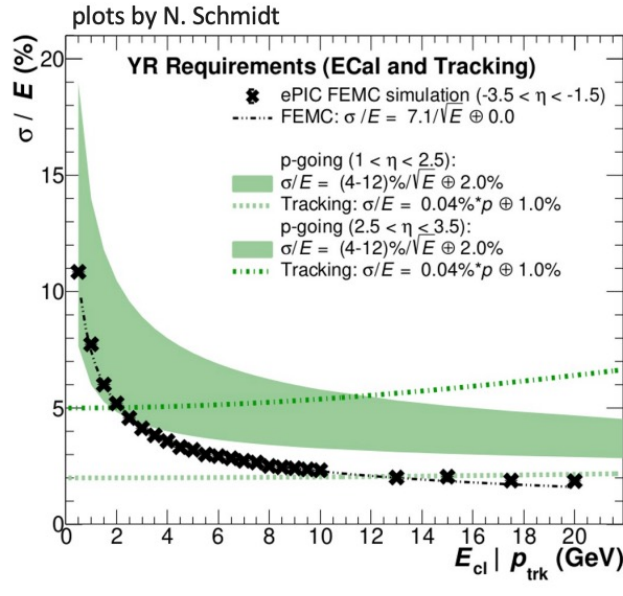 plots by N. Schmidt
σ / E (%)
YR Requirements (ECal and Tracking)
ePIC FEMC simulation (-3.5 < η < -1.5)
FEMC: σ/E = 7.1/√E ⊕ 0.0
p-going (1 < η < 2.5):
σ/E = (4-12)%/√E ⊕ 2.0%
Tracking: σ/E = 0.04%*p ⊕ 1.0%
p-going (2.5 < η < 3.5):
σ/E = (4-12)%/√E ⊕ 2.0%
Tracking: σ/E = 0.04%*p ⊕ 1.0%
20
15
10
5
0
0 2 4 6 8 10 12 14 16 18 20
E_cl | p_trk (GeV)